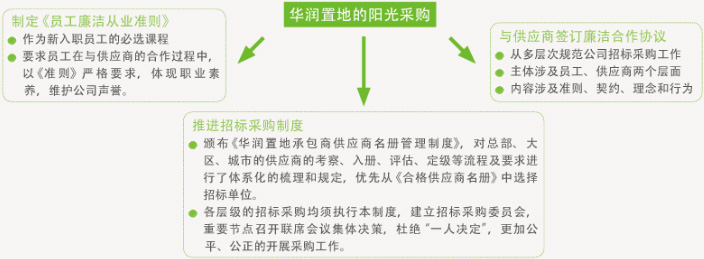 华润置地的阳光采购
制定《员工廉洁从业准则》
作为新入职员工的必选课程
要求员工在与供应商的合作过程中，
以《准则》严格要求，体现职业素
养，维护公司声誉。
与供应商签订廉洁合作协议
从多层次规范公司招标采购工作
主体涉及员工、供应商两个层面
内容涉及准则、契约、理念和行为
推进招标采购制度
颁布《华润置地承包商供应商名册管理制度》，对总部、大
区、城市的供应商的考察、入册、评估、定级等流程及要求进
行了体系化的梳理和规定，优先从《合格供应商名册》中选择
招标单位。
各层级的招标采购均须执行本制度，建立招标采购委员会，
重要节点召开联席会议集体决策，杜绝“一人决定”，更加公
平、公正的开展采购工作。